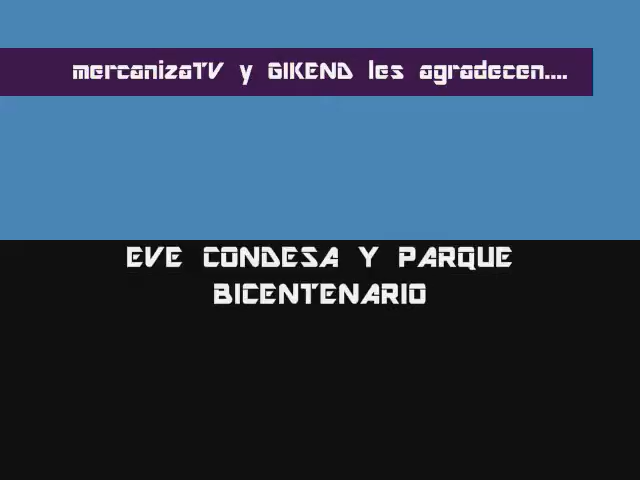 mercanizaTV y GIKEND les agradecen....
EVE CONDESA Y PARQUE
BICENTENARIO